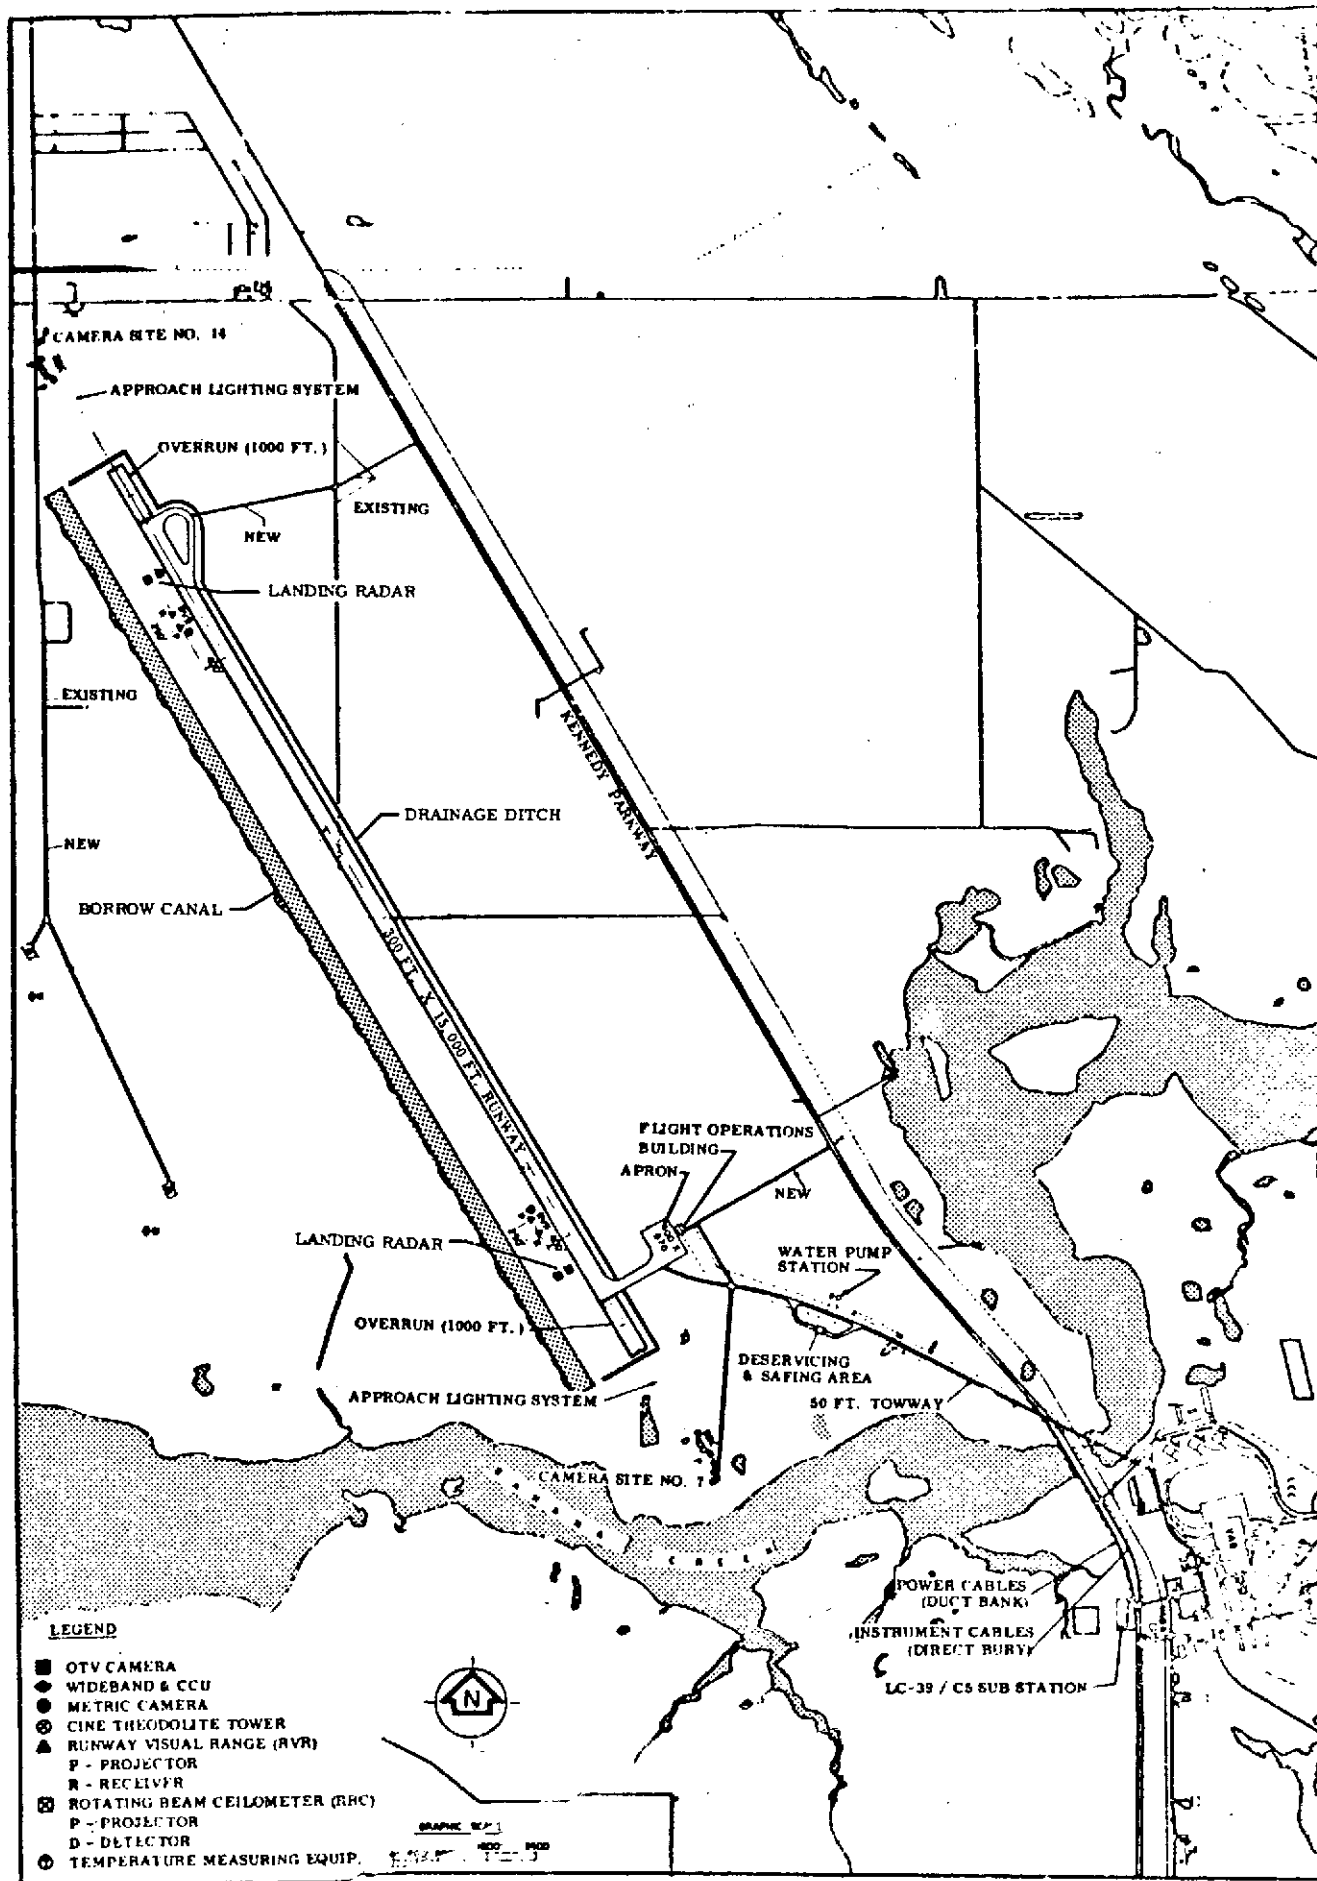 CAMERA SITE NO. 14
APPROACH LIGHTING SYSTEM
OVERRUN (1000 FT.)
EXISTING
NEW
LANDING RADAR
EXISTING
KENNEDY PARKWAY
DRAINAGE DITCH
NEW
BORROW CANAL
300 FT. X 15,000 FT. RUNWAY
FLIGHT OPERATIONS
BUILDING
APRON
NEW
LANDING RADAR
WATER PUMP
STATION
OVERRUN (1000 FT.)
DESERVICING
& SAFING AREA
APPROACH LIGHTING SYSTEM
50 FT. TOWWAY
CAMERA SITE NO. 7
BANANA
CREEK
VAB
POWER CABLES
(DUCT BANK)
INSTRUMENT CABLES
(DIRECT BURY)
LC-39 / C5 SUB STATION
LEGEND
OTV CAMERA
WIDEBAND & CCU
METRIC CAMERA
CINE THEODOLITE TOWER
RUNWAY VISUAL RANGE (RVR)
P - PROJECTOR
R - RECEIVER
ROTATING BEAM CEILOMETER (RBC)
P - PROJECTOR
D - DETECTOR
TEMPERATURE MEASURING EQUIP.
N
GRAPHIC